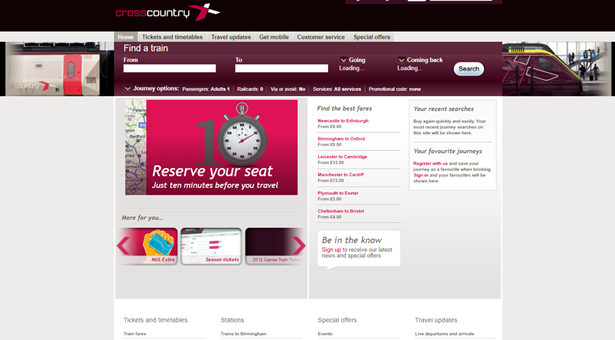 crosscountry
Home Tickets and timetables Travel updates Get mobile Customer service Special offers
Find a train
From To Going Coming back
Loading... Loading... Search
Journey options: Passengers: Adults 1 Railcards: 0 Via or avoid: No Services: All services Promotional code: none
10
Reserve your seat
Just ten minutes before you travel
More for you...
NUS Extra
Season tickets
2012 Games Train
Find the best fares
Newcastle to Edinburgh
From £9.00
Birmingham to Oxford
From £9.50
Leicester to Cambridge
From £12.00
Manchester to Cardiff
From £13.00
Plymouth to Exeter
From £3.00
Cheltenham to Bristol
From £4.00
Be in the know
Sign up to receive our latest
news and special offers
Your recent searches
Buy again quickly and easily. Your
most recent journey searches on
this site will be shown here.
Your favourite journeys
Register with us and save your
journey as a favourite when booking.
Sign in and your favourites will be
shown here.
Tickets and timetables Stations Special offers Travel updates
Train fares Trains to Birmingham Events Live departures and arrivals